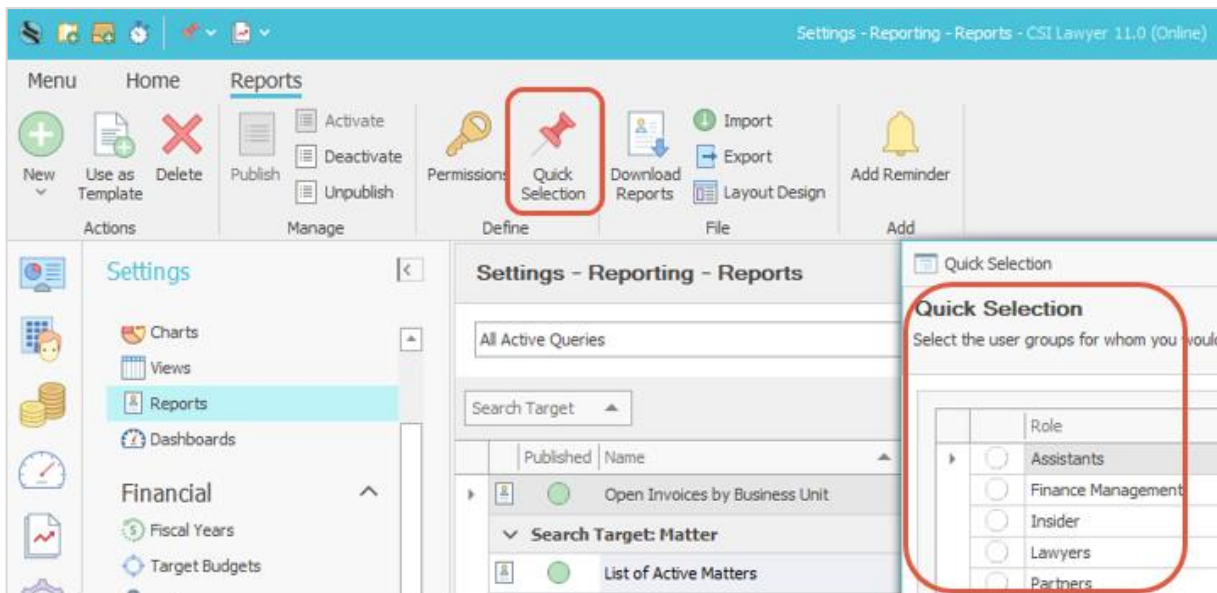 Settings - Reporting - Reports - CSI Lawyer 11.0 (Online)
Menu Home Reports
New
Use as Template
Delete
Publish
Activate
Deactivate
Unpublish
Permissions
Quick Selection
Download Reports
Import
Export
Layout Design
Add Reminder
Actions Manage Define File Add
Settings
Charts
Views
Reports
Dashboards
Financial
Fiscal Years
Target Budgets
Settings - Reporting - Reports
All Active Queries
Search Target
Published Name
Open Invoices by Business Unit
Search Target: Matter
List of Active Matters
Quick Selection
Quick Selection
Select the user groups for whom you
Role
Assistants
Finance Management
Insider
Lawyers
Partners